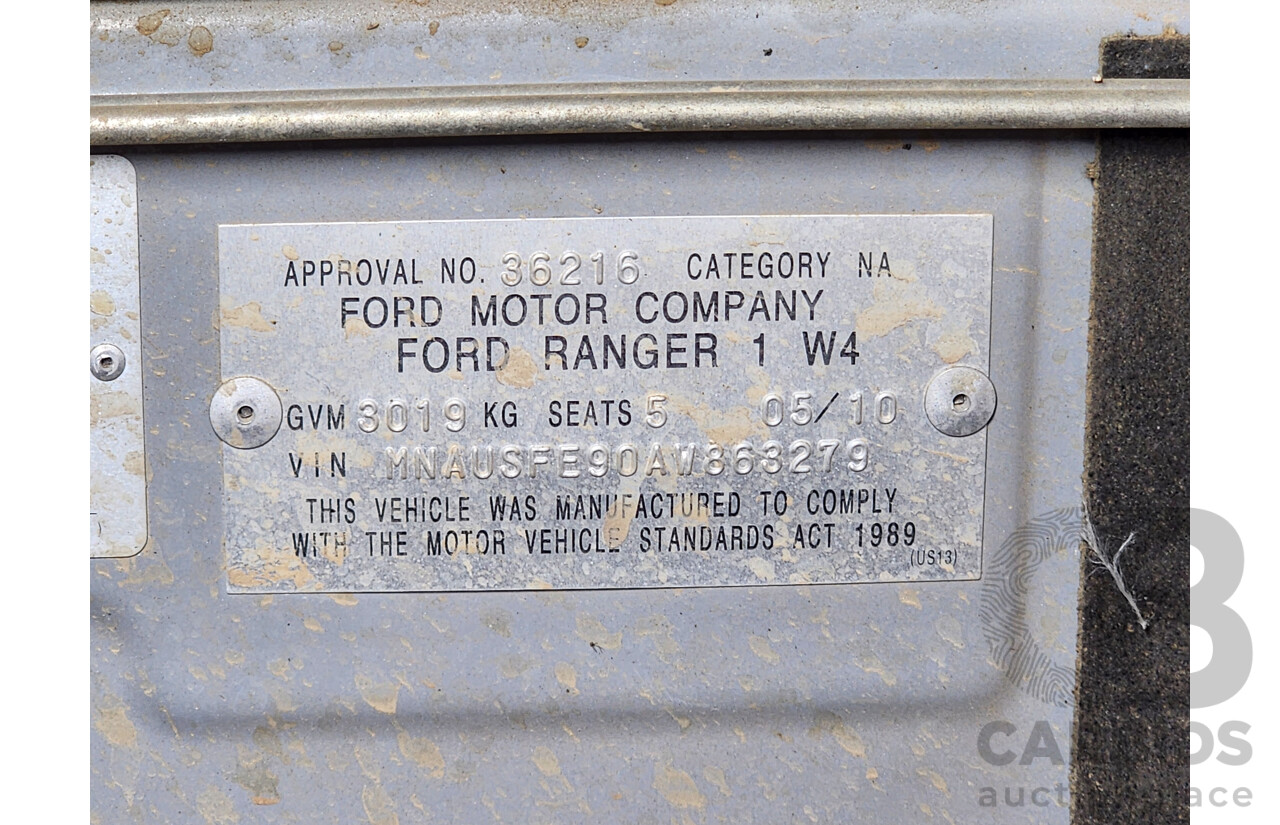 APPROVAL NO. 36216 CATEGORY NA
FORD MOTOR COMPANY
FORD RANGER 1 W4
GVM 3019 KG SEATS 5 05/10
VIN MNAUSFE90AW863279
THIS VEHICLE WAS MANUFACTURED TO COMPLY
WITH THE MOTOR VEHICLE STANDARDS ACT 1989
(US13)